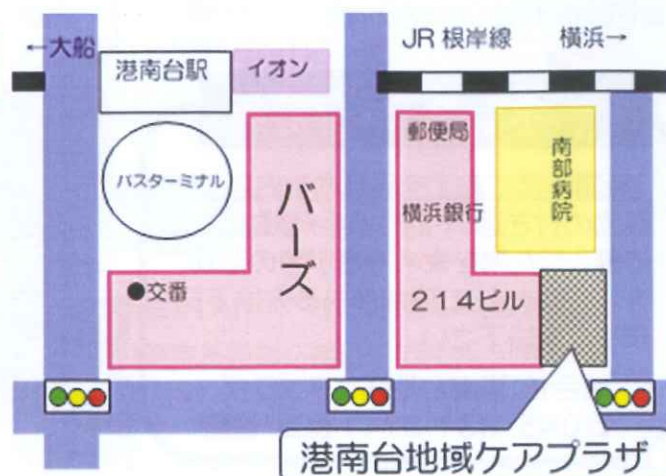 ←大船
JR 根岸線
横浜→
港南台駅
イオン
バスターミナル
バーズ
郵便局
横浜銀行
南部病院
●交番
214ビル
港南台地域ケアプラザ